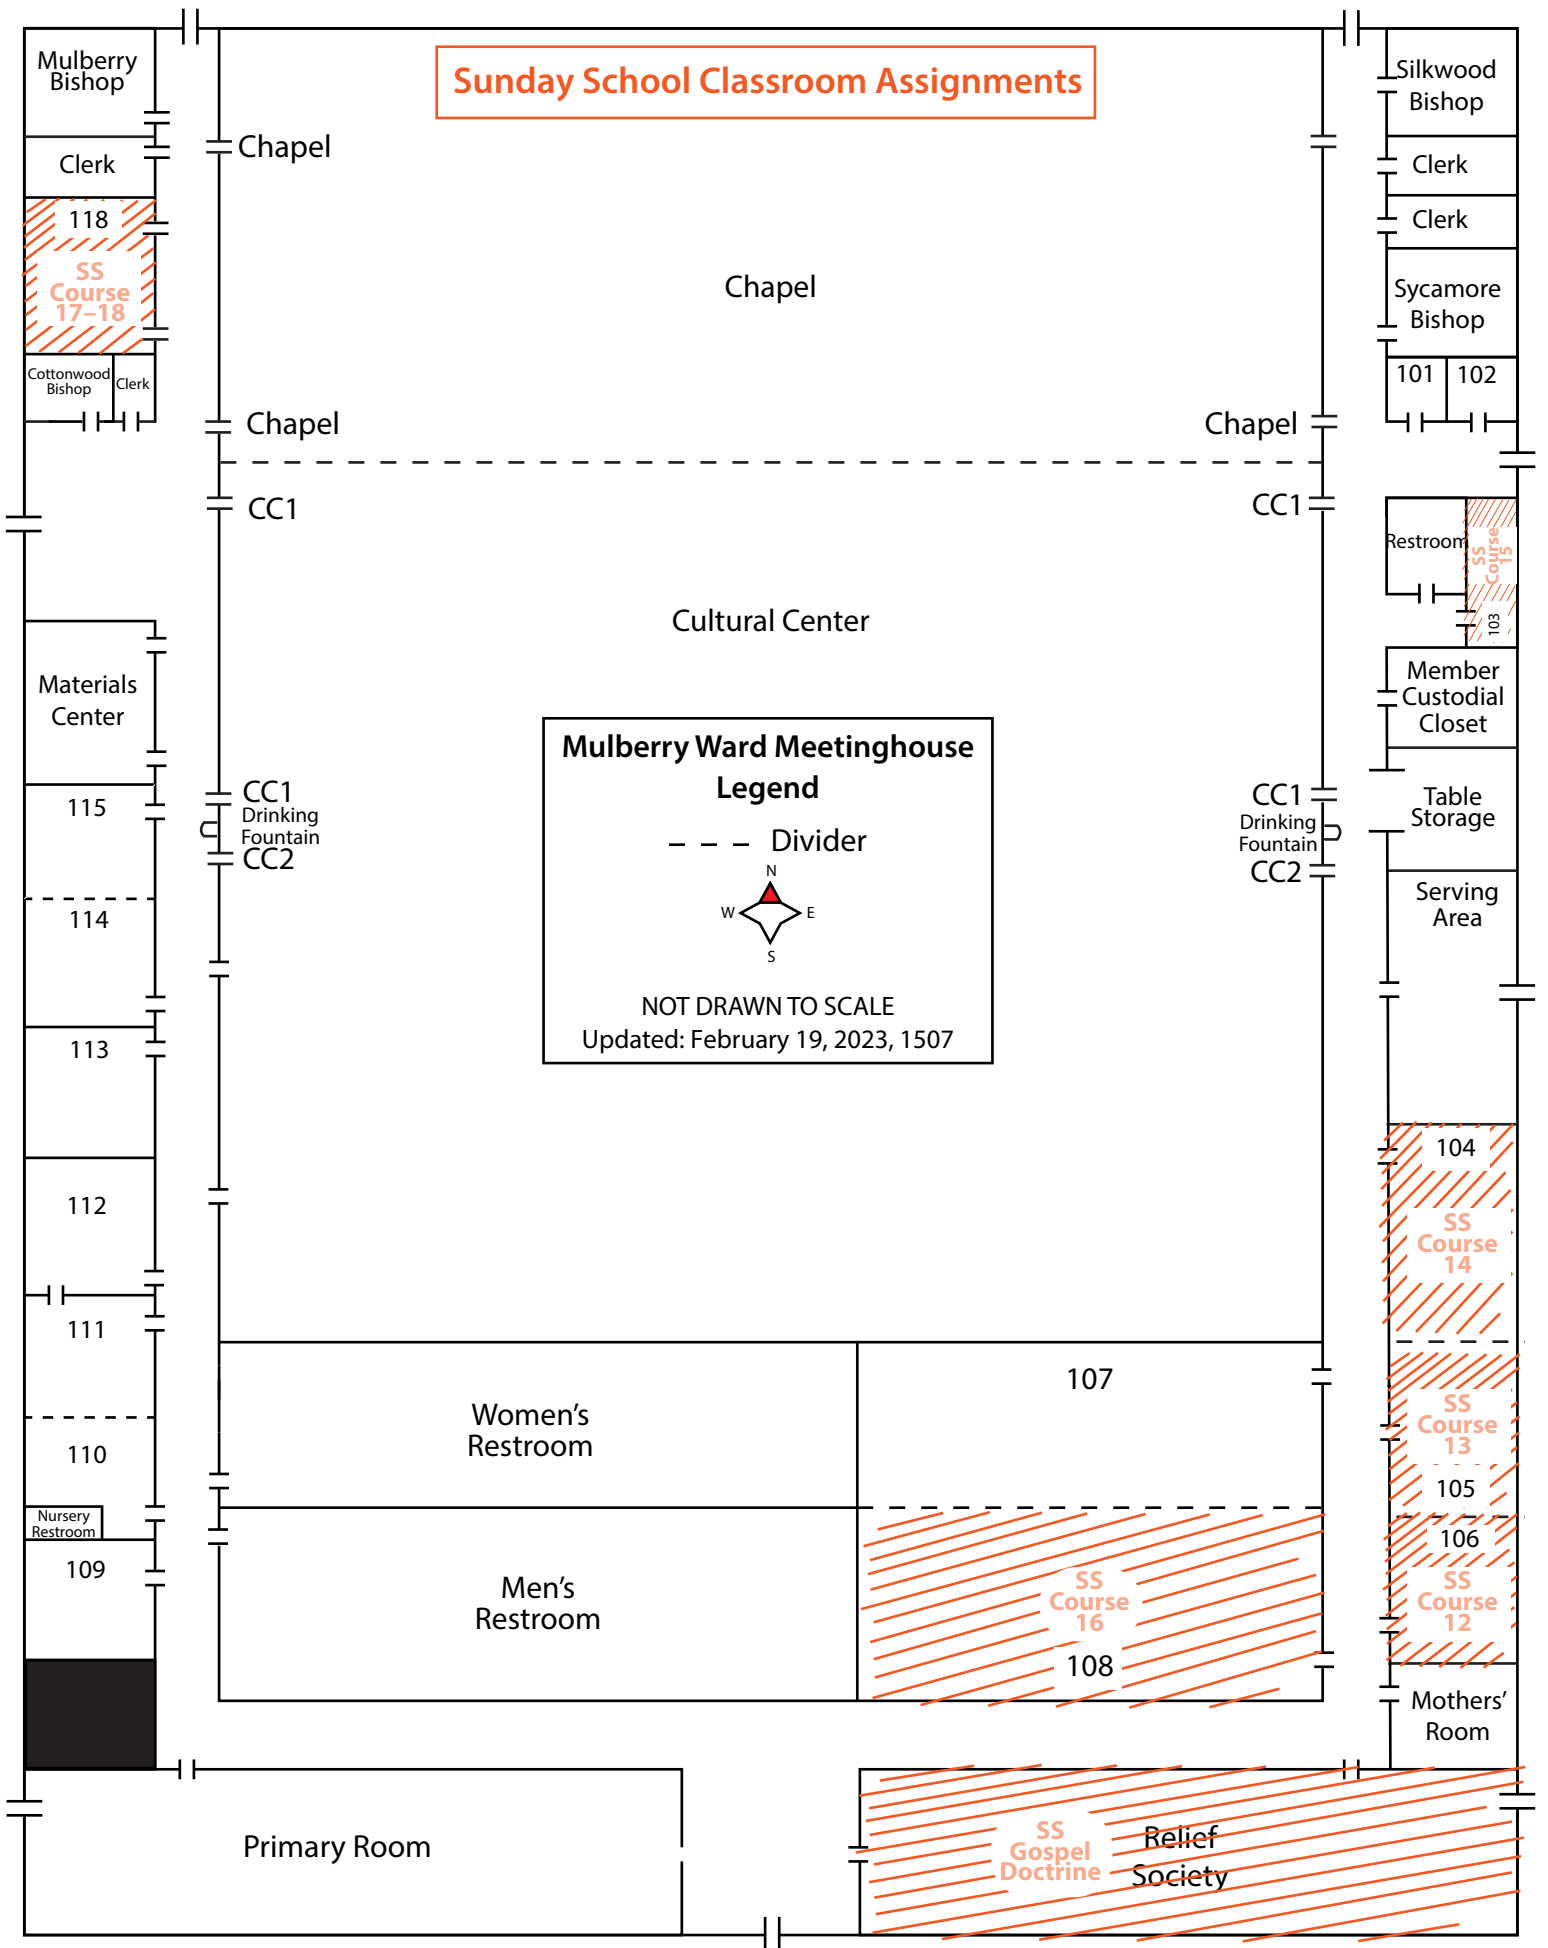 Sunday School Classroom Assignments
Mulberry
Bishop
Clerk
118
SS
Course
17–18
Cottonwood
Bishop
Clerk
Materials
Center
115
114
113
112
111
110
Nursery
Restroom
109
Chapel
Chapel
Chapel
Chapel
CC1
CC1
Cultural Center
Mulberry Ward Meetinghouse
Legend
Divider
N
W
E
S
NOT DRAWN TO SCALE
Updated: February 19, 2023, 1507
CC1
Drinking
Fountain
CC2
CC1
Drinking
Fountain
CC2
Women’s
Restroom
107
Men’s
Restroom
SS
Course
16
108
Silkwood
Bishop
Clerk
Clerk
Sycamore
Bishop
101
102
Restroom
SS
Course
15
103
Member
Custodial
Closet
Table
Storage
Serving
Area
104
SS
Course
14
SS
Course
13
105
106
SS
Course
12
Mothers’
Room
Primary Room
SS
Gospel
Doctrine
Relief
Society